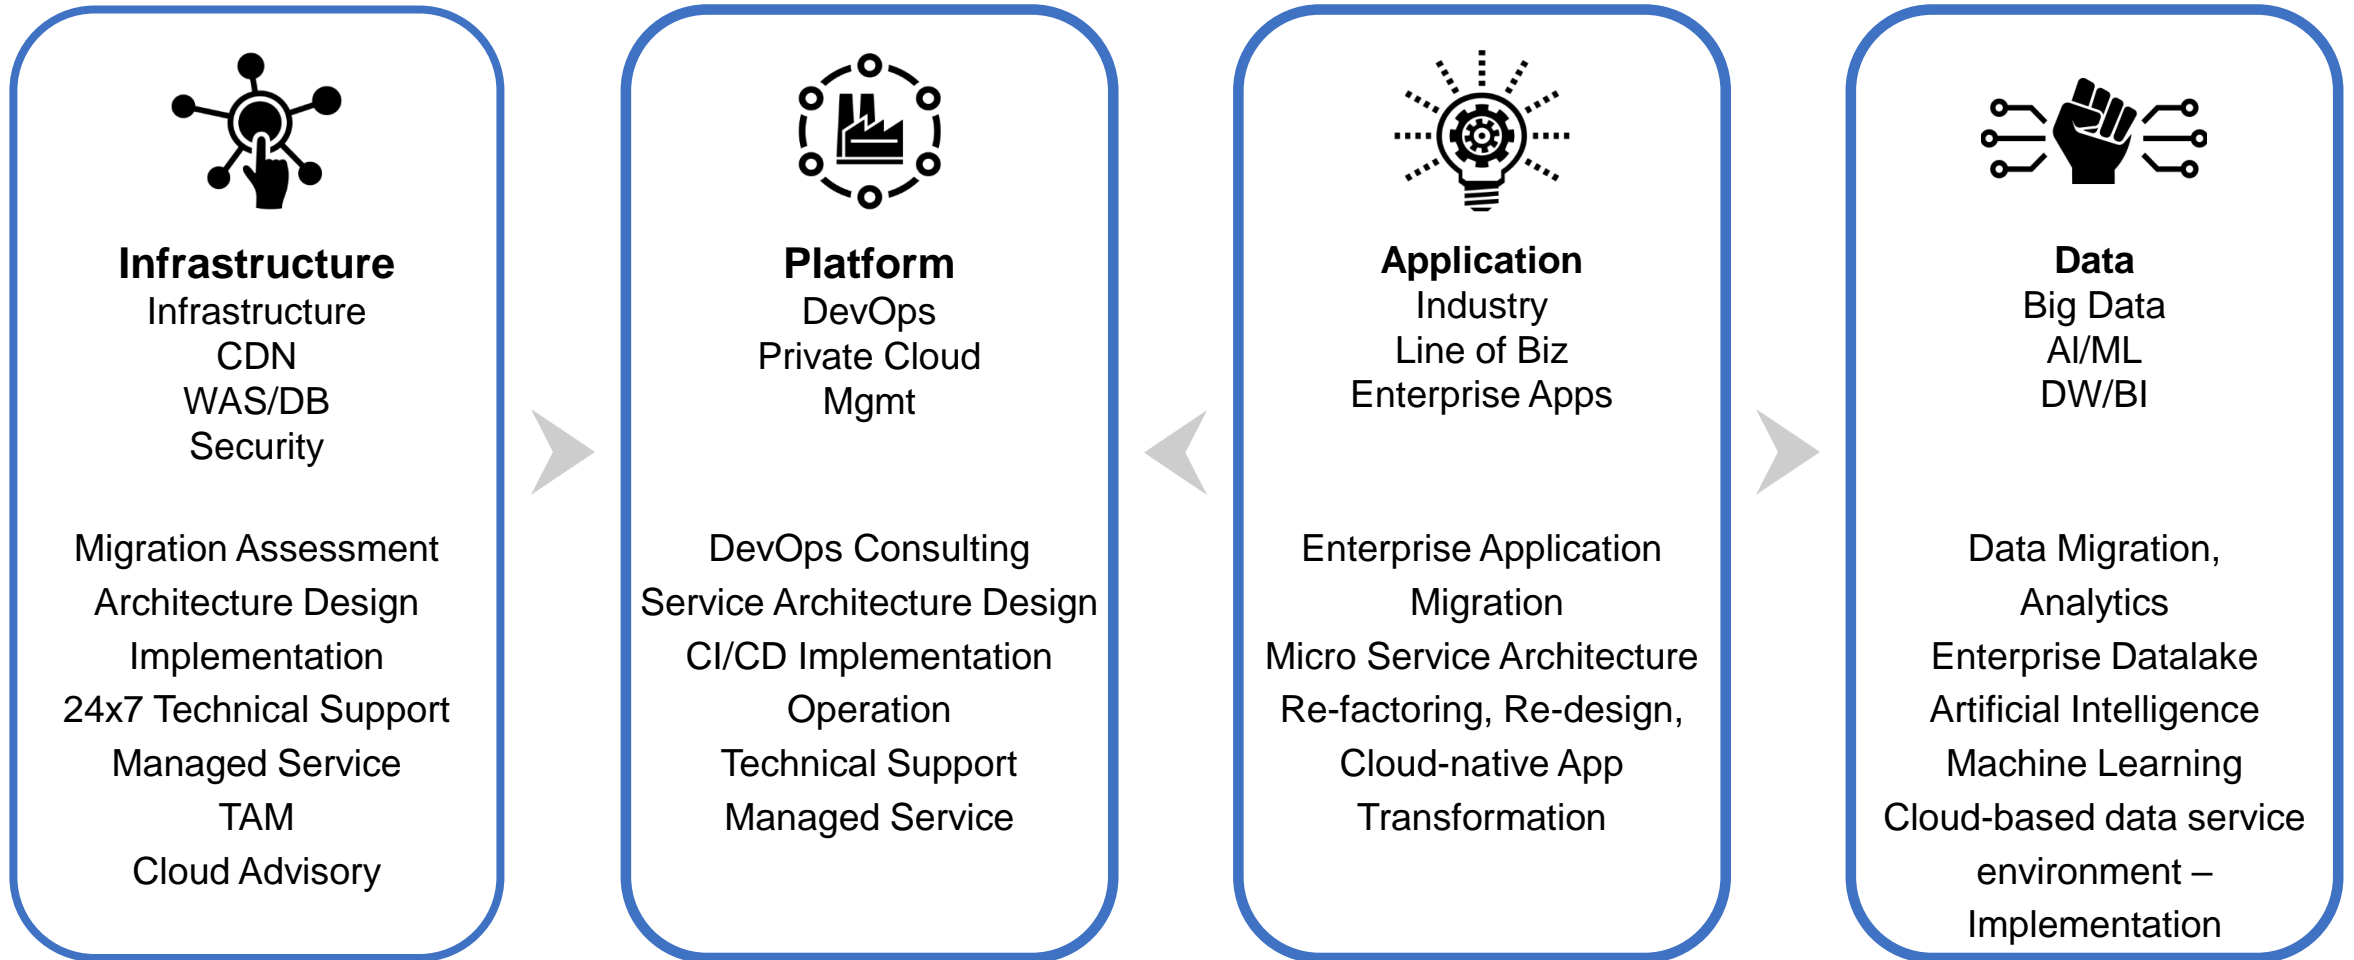 Infrastructure
Infrastructure
CDN
WAS/DB
Security
Migration Assessment
Architecture Design
Implementation
24x7 Technical Support
Managed Service
TAM
Cloud Advisory
Platform
DevOps
Private Cloud
Mgmt
DevOps Consulting
Service Architecture Design
CI/CD Implementation
Operation
Technical Support
Managed Service
Application
Industry
Line of Biz
Enterprise Apps
Enterprise Application
Migration
Micro Service Architecture
Re-factoring, Re-design,
Cloud-native App
Transformation
Data
Big Data
AI/ML
DW/BI
Data Migration,
Analytics
Enterprise Datalake
Artificial Intelligence
Machine Learning
Cloud-based data service
environment –
Implementation